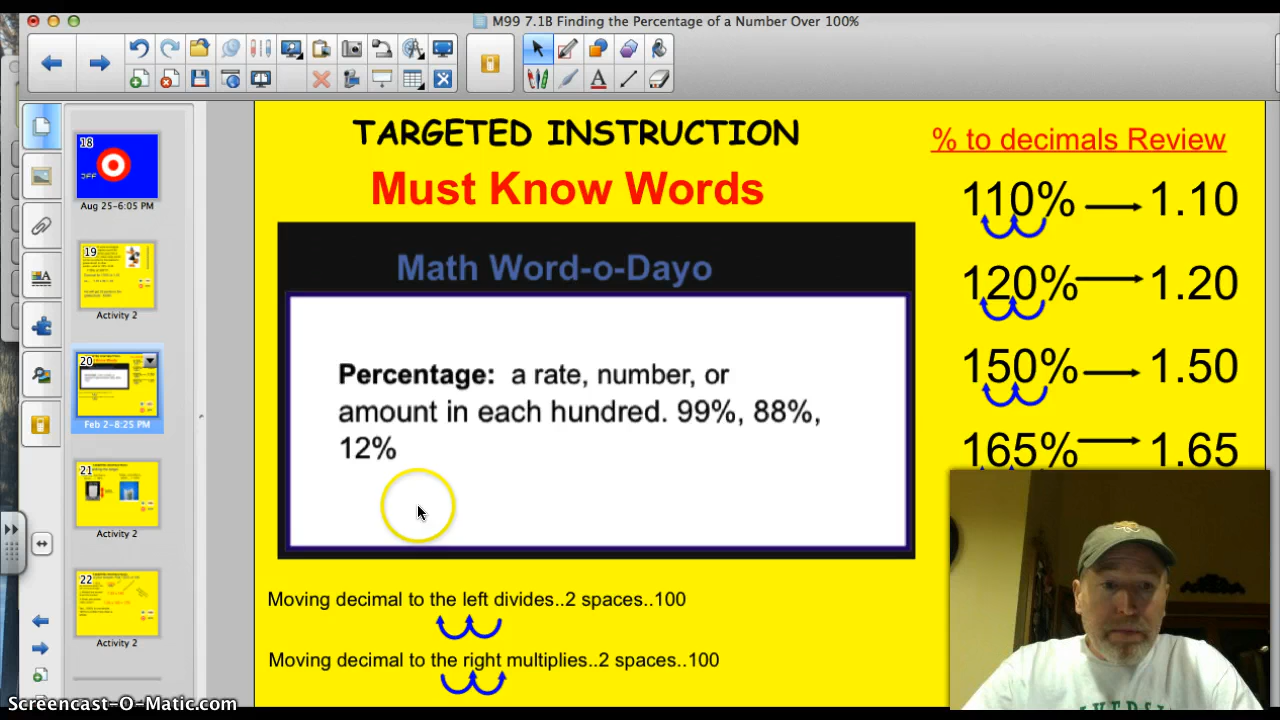 M99 7.1B Finding the Percentage of a Number Over 100%
18
Aug 25-6:05 PM
19
Activity 2
20
Feb 2-8:25 PM
21
Activity 2
22
Activity 2
TARGETED INSTRUCTION
Must Know Words
Math Word-o-Dayo
Percentage: a rate, number, or
amount in each hundred. 99%, 88%,
12%
Moving decimal to the left divides..2 spaces..100
Moving decimal to the right multiplies..2 spaces..100
% to decimals Review
110% 1.10
120% 1.20
150% 1.50
165% 1.65
Screencast-O-Matic.com